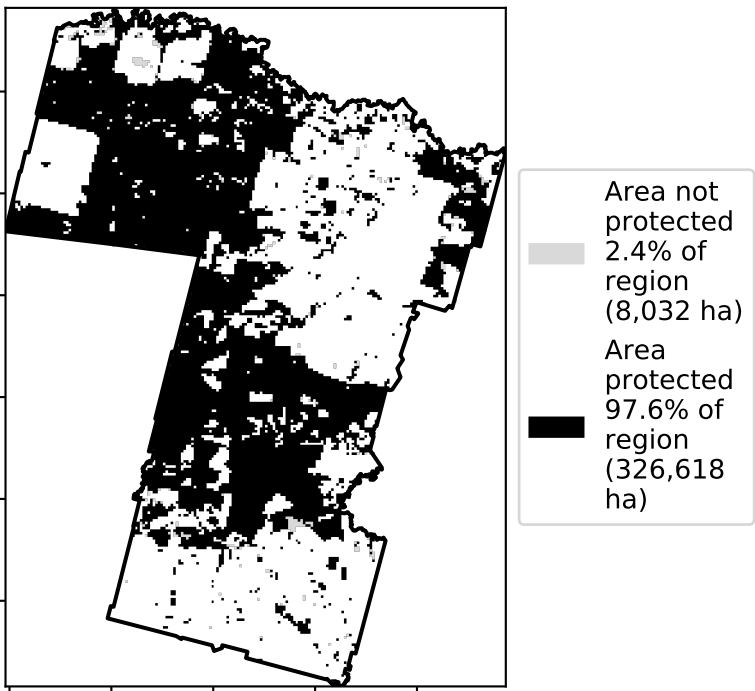 Area not
protected
2.4% of
region
(8,032 ha)
Area
protected
97.6% of
region
(326,618
ha)